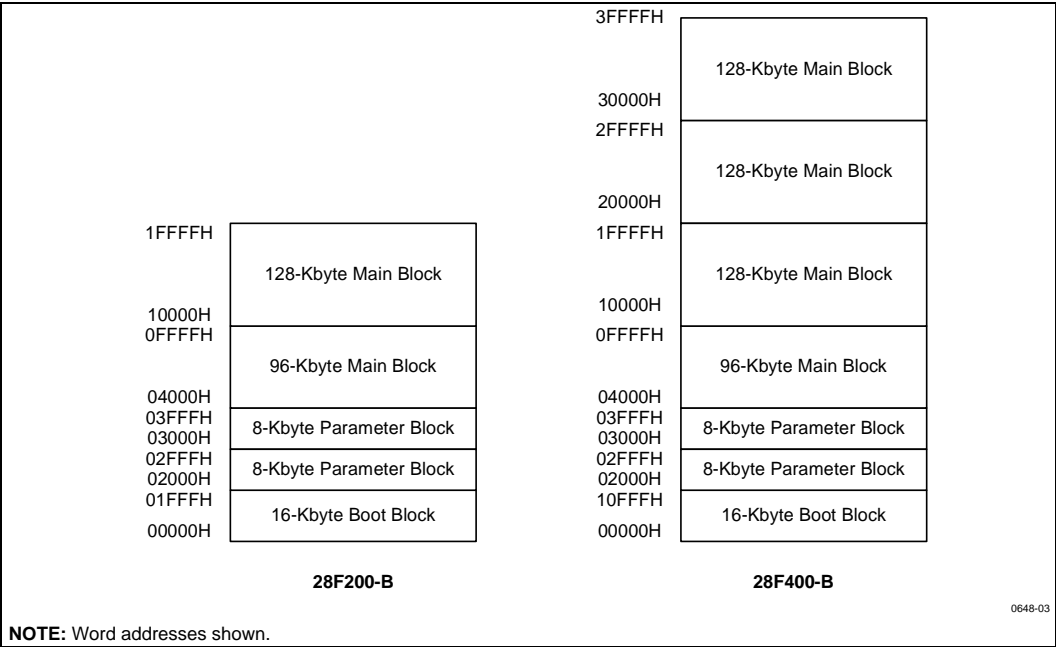 1FFFFH
128-Kbyte Main Block
10000H
0FFFFH
96-Kbyte Main Block
04000H
03FFFH
8-Kbyte Parameter Block
03000H
02FFFH
8-Kbyte Parameter Block
02000H
01FFFH
16-Kbyte Boot Block
00000H
28F200-B
3FFFFH
128-Kbyte Main Block
30000H
2FFFFH
128-Kbyte Main Block
20000H
1FFFFH
128-Kbyte Main Block
10000H
0FFFFH
96-Kbyte Main Block
04000H
03FFFH
8-Kbyte Parameter Block
03000H
02FFFH
8-Kbyte Parameter Block
02000H
10FFFH
16-Kbyte Boot Block
00000H
28F400-B
0648-03
NOTE: Word addresses shown.